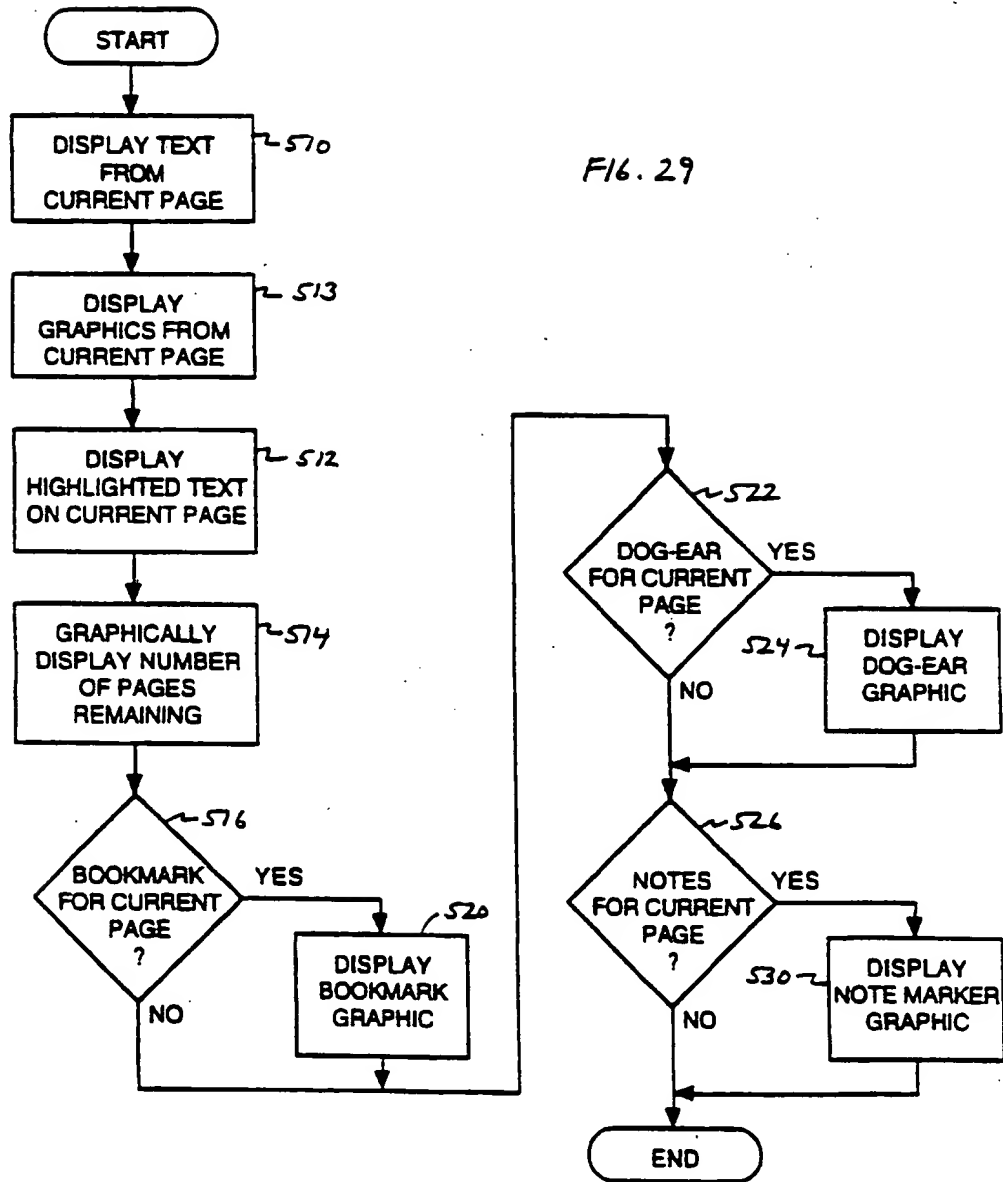 START
DISPLAY TEXT
FROM
CURRENT PAGE
510
FIG. 29
DISPLAY
GRAPHICS FROM
CURRENT PAGE
513
DISPLAY
HIGHLIGHTED TEXT
ON CURRENT PAGE
512
GRAPHICALLY
DISPLAY NUMBER
OF PAGES
REMAINING
514
BOOKMARK
FOR CURRENT
PAGE
?
516
YES
NO
520
DISPLAY
BOOKMARK
GRAPHIC
522
DOG-EAR
FOR CURRENT
PAGE
?
YES
NO
524
DISPLAY
DOG-EAR
GRAPHIC
526
NOTES
FOR CURRENT
PAGE
?
YES
NO
530
DISPLAY
NOTE MARKER
GRAPHIC
END